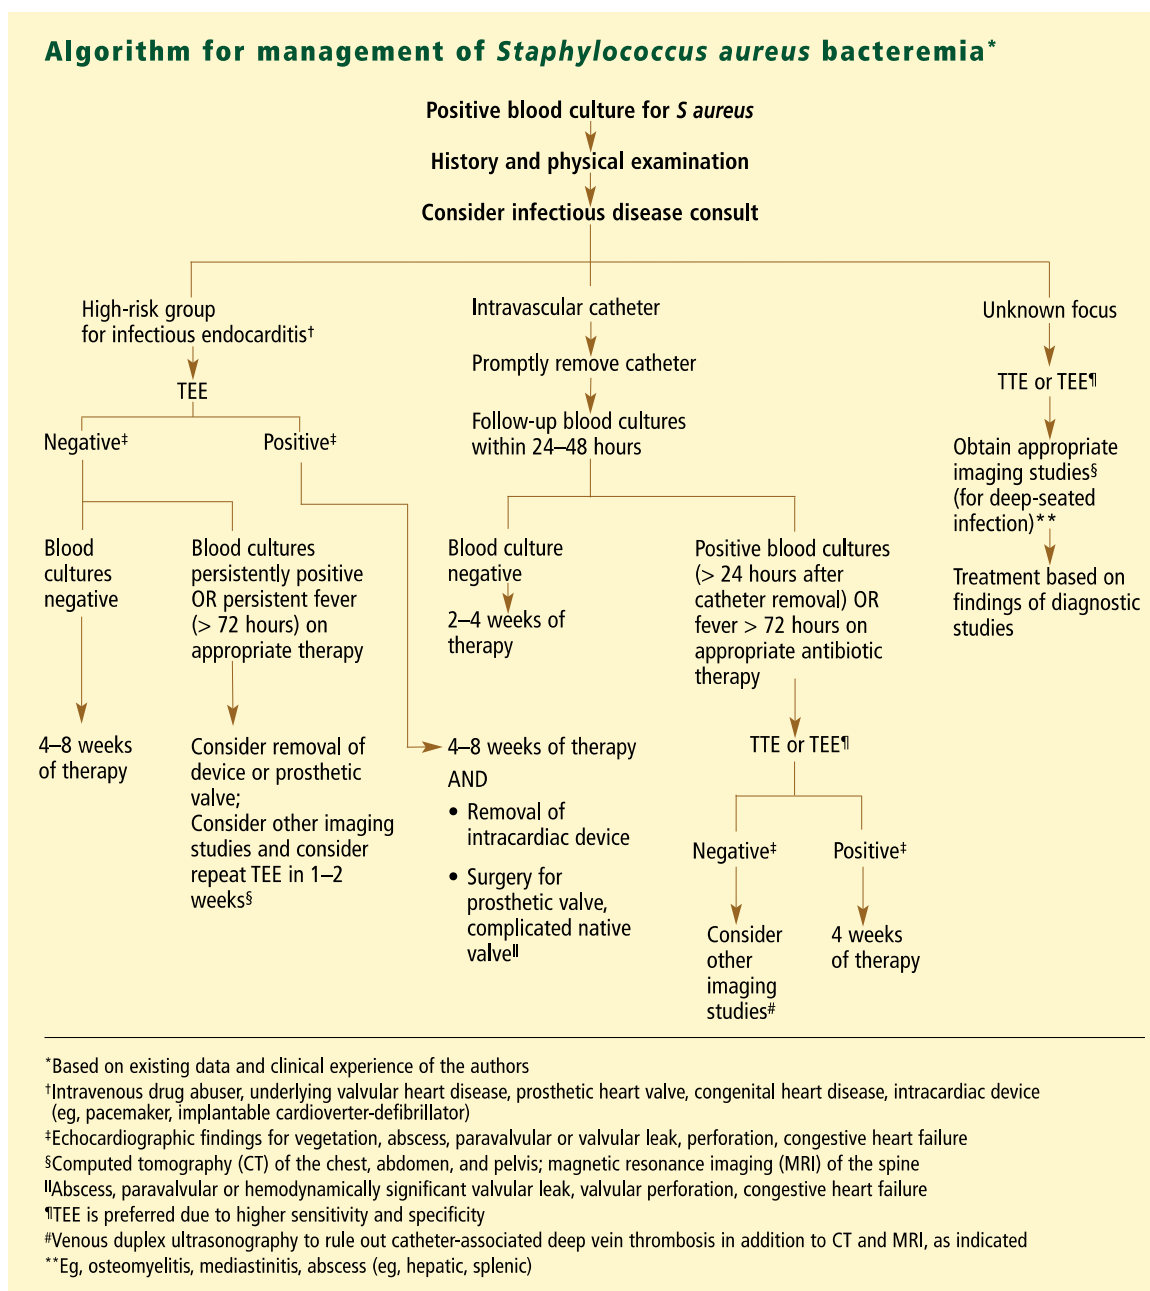 Algorithm for management of Staphylococcus aureus bacteremia*
Positive blood culture for S aureus
History and physical examination
Consider infectious disease consult
High-risk group
for infectious endocarditis†
TEE
Negative‡
Positive‡
Blood
cultures
negative
4–8 weeks
of therapy
Blood cultures
persistently positive
OR persistent fever
(> 72 hours) on
appropriate therapy
Consider removal of
device or prosthetic
valve;
Consider other imaging
studies and consider
repeat TEE in 1–2
weeks§
4–8 weeks of therapy
AND
• Removal of
intracardiac device
• Surgery for
prosthetic valve,
complicated native
valve||
Intravascular catheter
Promptly remove catheter
Follow-up blood cultures
within 24–48 hours
Blood culture
negative
2–4 weeks of
therapy
Positive blood cultures
(> 24 hours after
catheter removal) OR
fever > 72 hours on
appropriate antibiotic
therapy
TTE or TEE¶
Negative‡
Positive‡
Consider
other
imaging
studies#
4 weeks
of therapy
Unknown focus
TTE or TEE¶
Obtain appropriate
imaging studies§
(for deep-seated
infection)**
Treatment based on
findings of diagnostic
studies
*Based on existing data and clinical experience of the authors
†Intravenous drug abuser, underlying valvular heart disease, prosthetic heart valve, congenital heart disease, intracardiac device
(eg, pacemaker, implantable cardioverter-defibrillator)
‡Echocardiographic findings for vegetation, abscess, paravalvular or valvular leak, perforation, congestive heart failure
§Computed tomography (CT) of the chest, abdomen, and pelvis; magnetic resonance imaging (MRI) of the spine
||Abscess, paravalvular or hemodynamically significant valvular leak, valvular perforation, congestive heart failure
¶TEE is preferred due to higher sensitivity and specificity
#Venous duplex ultrasonography to rule out catheter-associated deep vein thrombosis in addition to CT and MRI, as indicated
**Eg, osteomyelitis, mediastinitis, abscess (eg, hepatic, splenic)